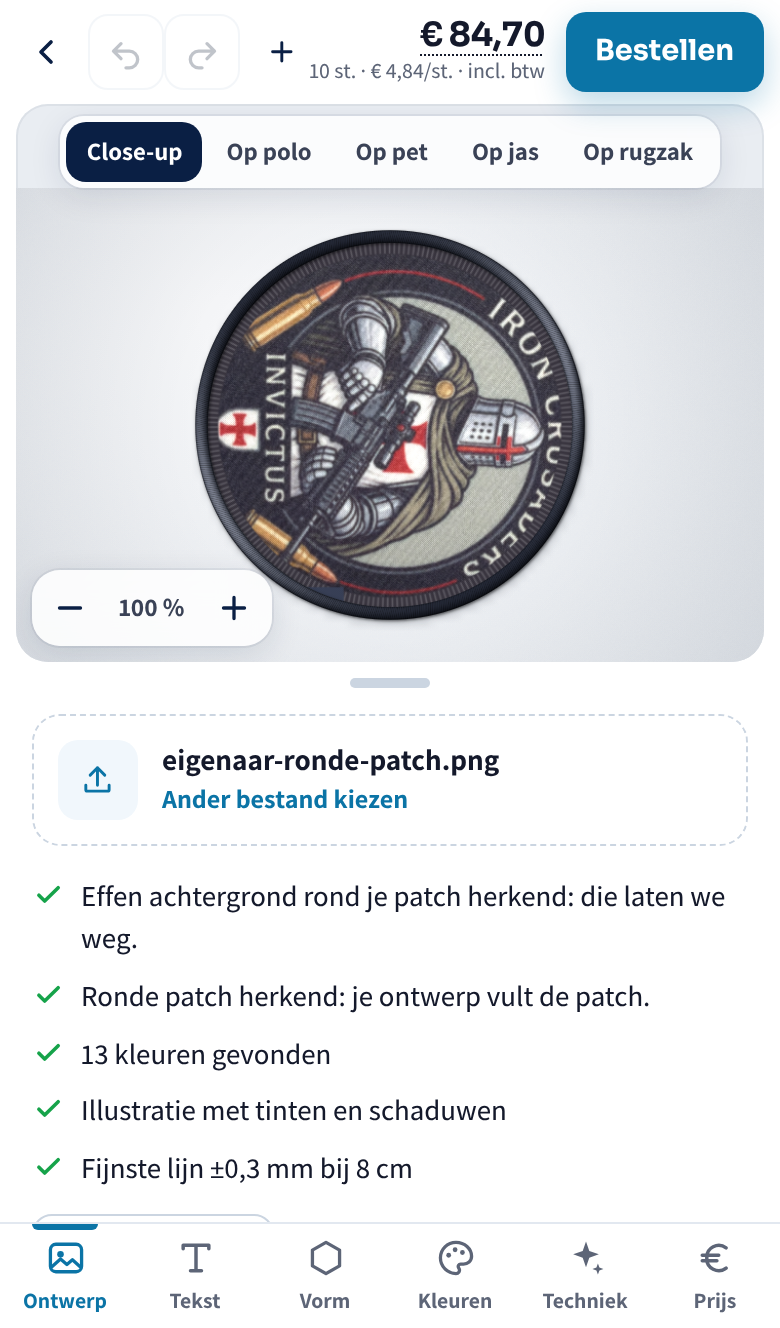 € 84,70
10 st. · € 4,84/st. · incl. btw
Bestellen
Close-up
Op polo
Op pet
Op jas
Op rugzak
IRON CRUSADERS
INVICTUS
100 %
eigenaar-ronde-patch.png
Ander bestand kiezen
Effen achtergrond rond je patch herkend: die laten we
weg.
Ronde patch herkend: je ontwerp vult de patch.
13 kleuren gevonden
Illustratie met tinten en schaduwen
Fijnste lijn ±0,3 mm bij 8 cm
Ontwerp
Tekst
Vorm
Kleuren
Techniek
Prijs